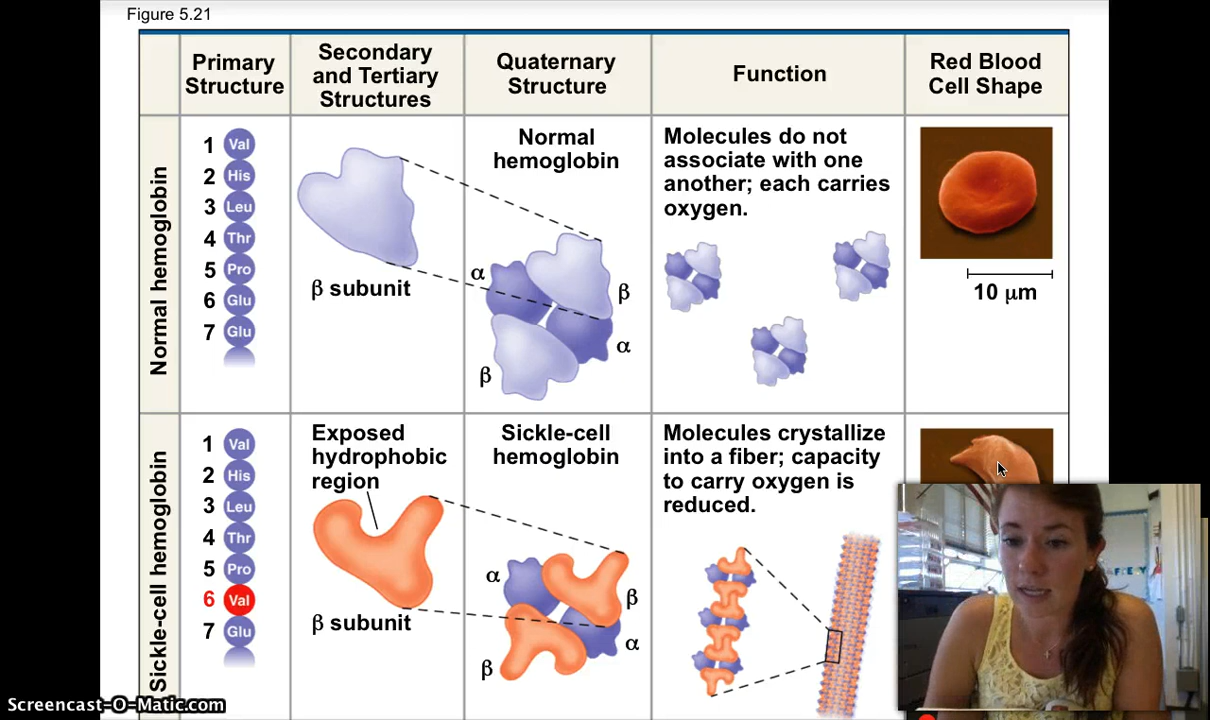 Figure 5.21
Primary
Structure
Secondary
and Tertiary
Structures
Quaternary
Structure
Function
Red Blood
Cell Shape
Normal hemoglobin
1 Val
2 His
3 Leu
4 Thr
5 Pro
6 Glu
7 Glu
β subunit
Normal
hemoglobin
α
β
α
β
Molecules do not
associate with one
another; each carries
oxygen.
10 μm
Sickle-cell hemoglobin
1 Val
2 His
3 Leu
4 Thr
5 Pro
6 Val
7 Glu
Exposed
hydrophobic
region
β subunit
Sickle-cell
hemoglobin
α
β
α
β
Molecules crystallize
into a fiber; capacity
to carry oxygen is
reduced.
Screencast-O-Matic.com